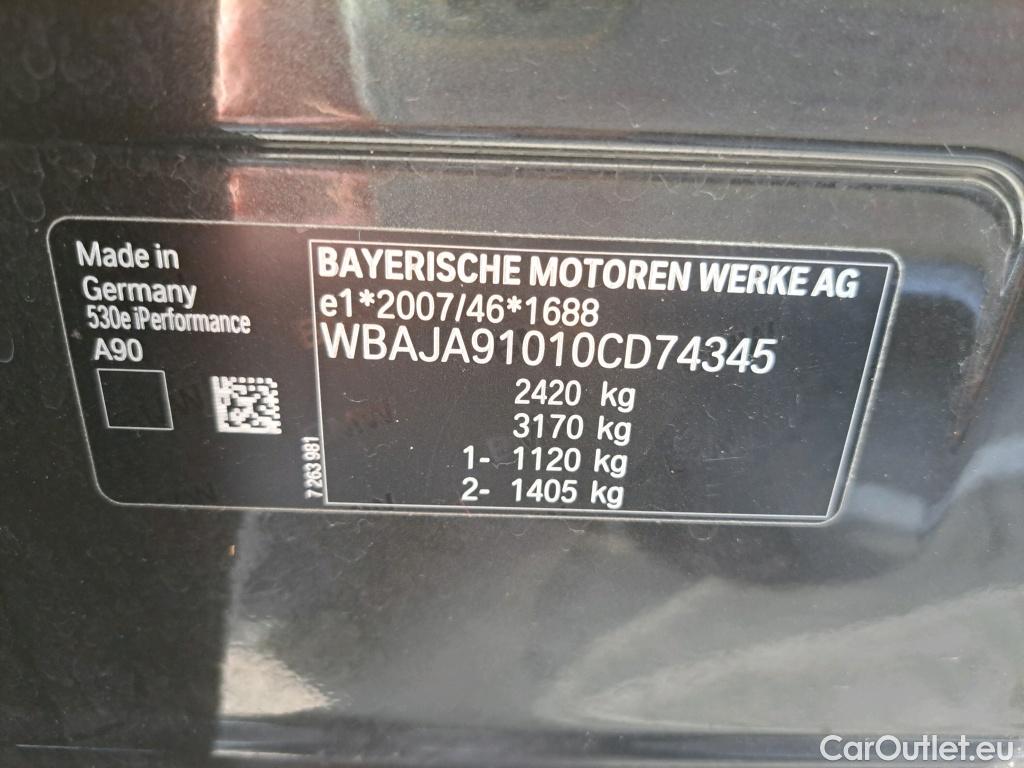 Made in
Germany
530e iPerformance
A90
7 263 981
BAYERISCHE MOTOREN WERKE AG
e1*2007/46*1688
WBAJA91010CD74345
2420 kg
3170 kg
1- 1120 kg
2- 1405 kg
CarOutlet.eu